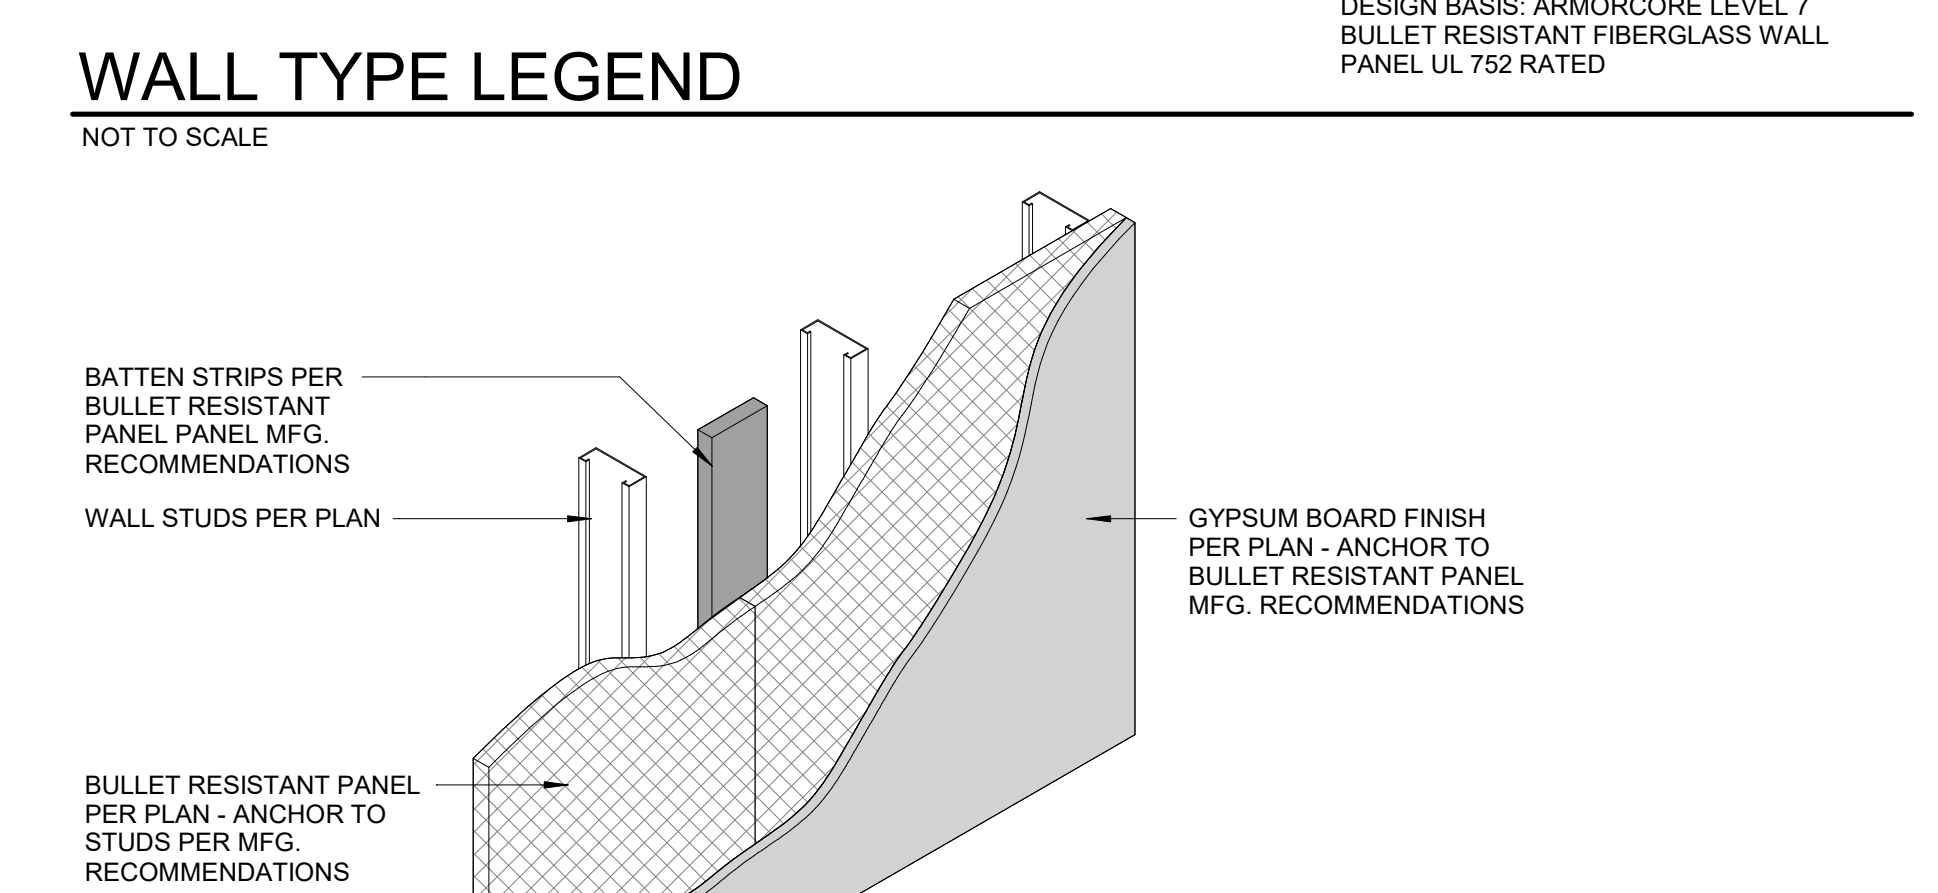 DESIGN BASIS: ARMORCORE LEVEL 7
BULLET RESISTANT FIBERGLASS WALL
PANEL UL 752 RATED
WALL TYPE LEGEND
NOT TO SCALE
BATTEN STRIPS PER
BULLET RESISTANT
PANEL PANEL MFG.
RECOMMENDATIONS
WALL STUDS PER PLAN
GYPSUM BOARD FINISH
PER PLAN - ANCHOR TO
BULLET RESISTANT PANEL
MFG. RECOMMENDATIONS
BULLET RESISTANT PANEL
PER PLAN - ANCHOR TO
STUDS PER MFG.
RECOMMENDATIONS